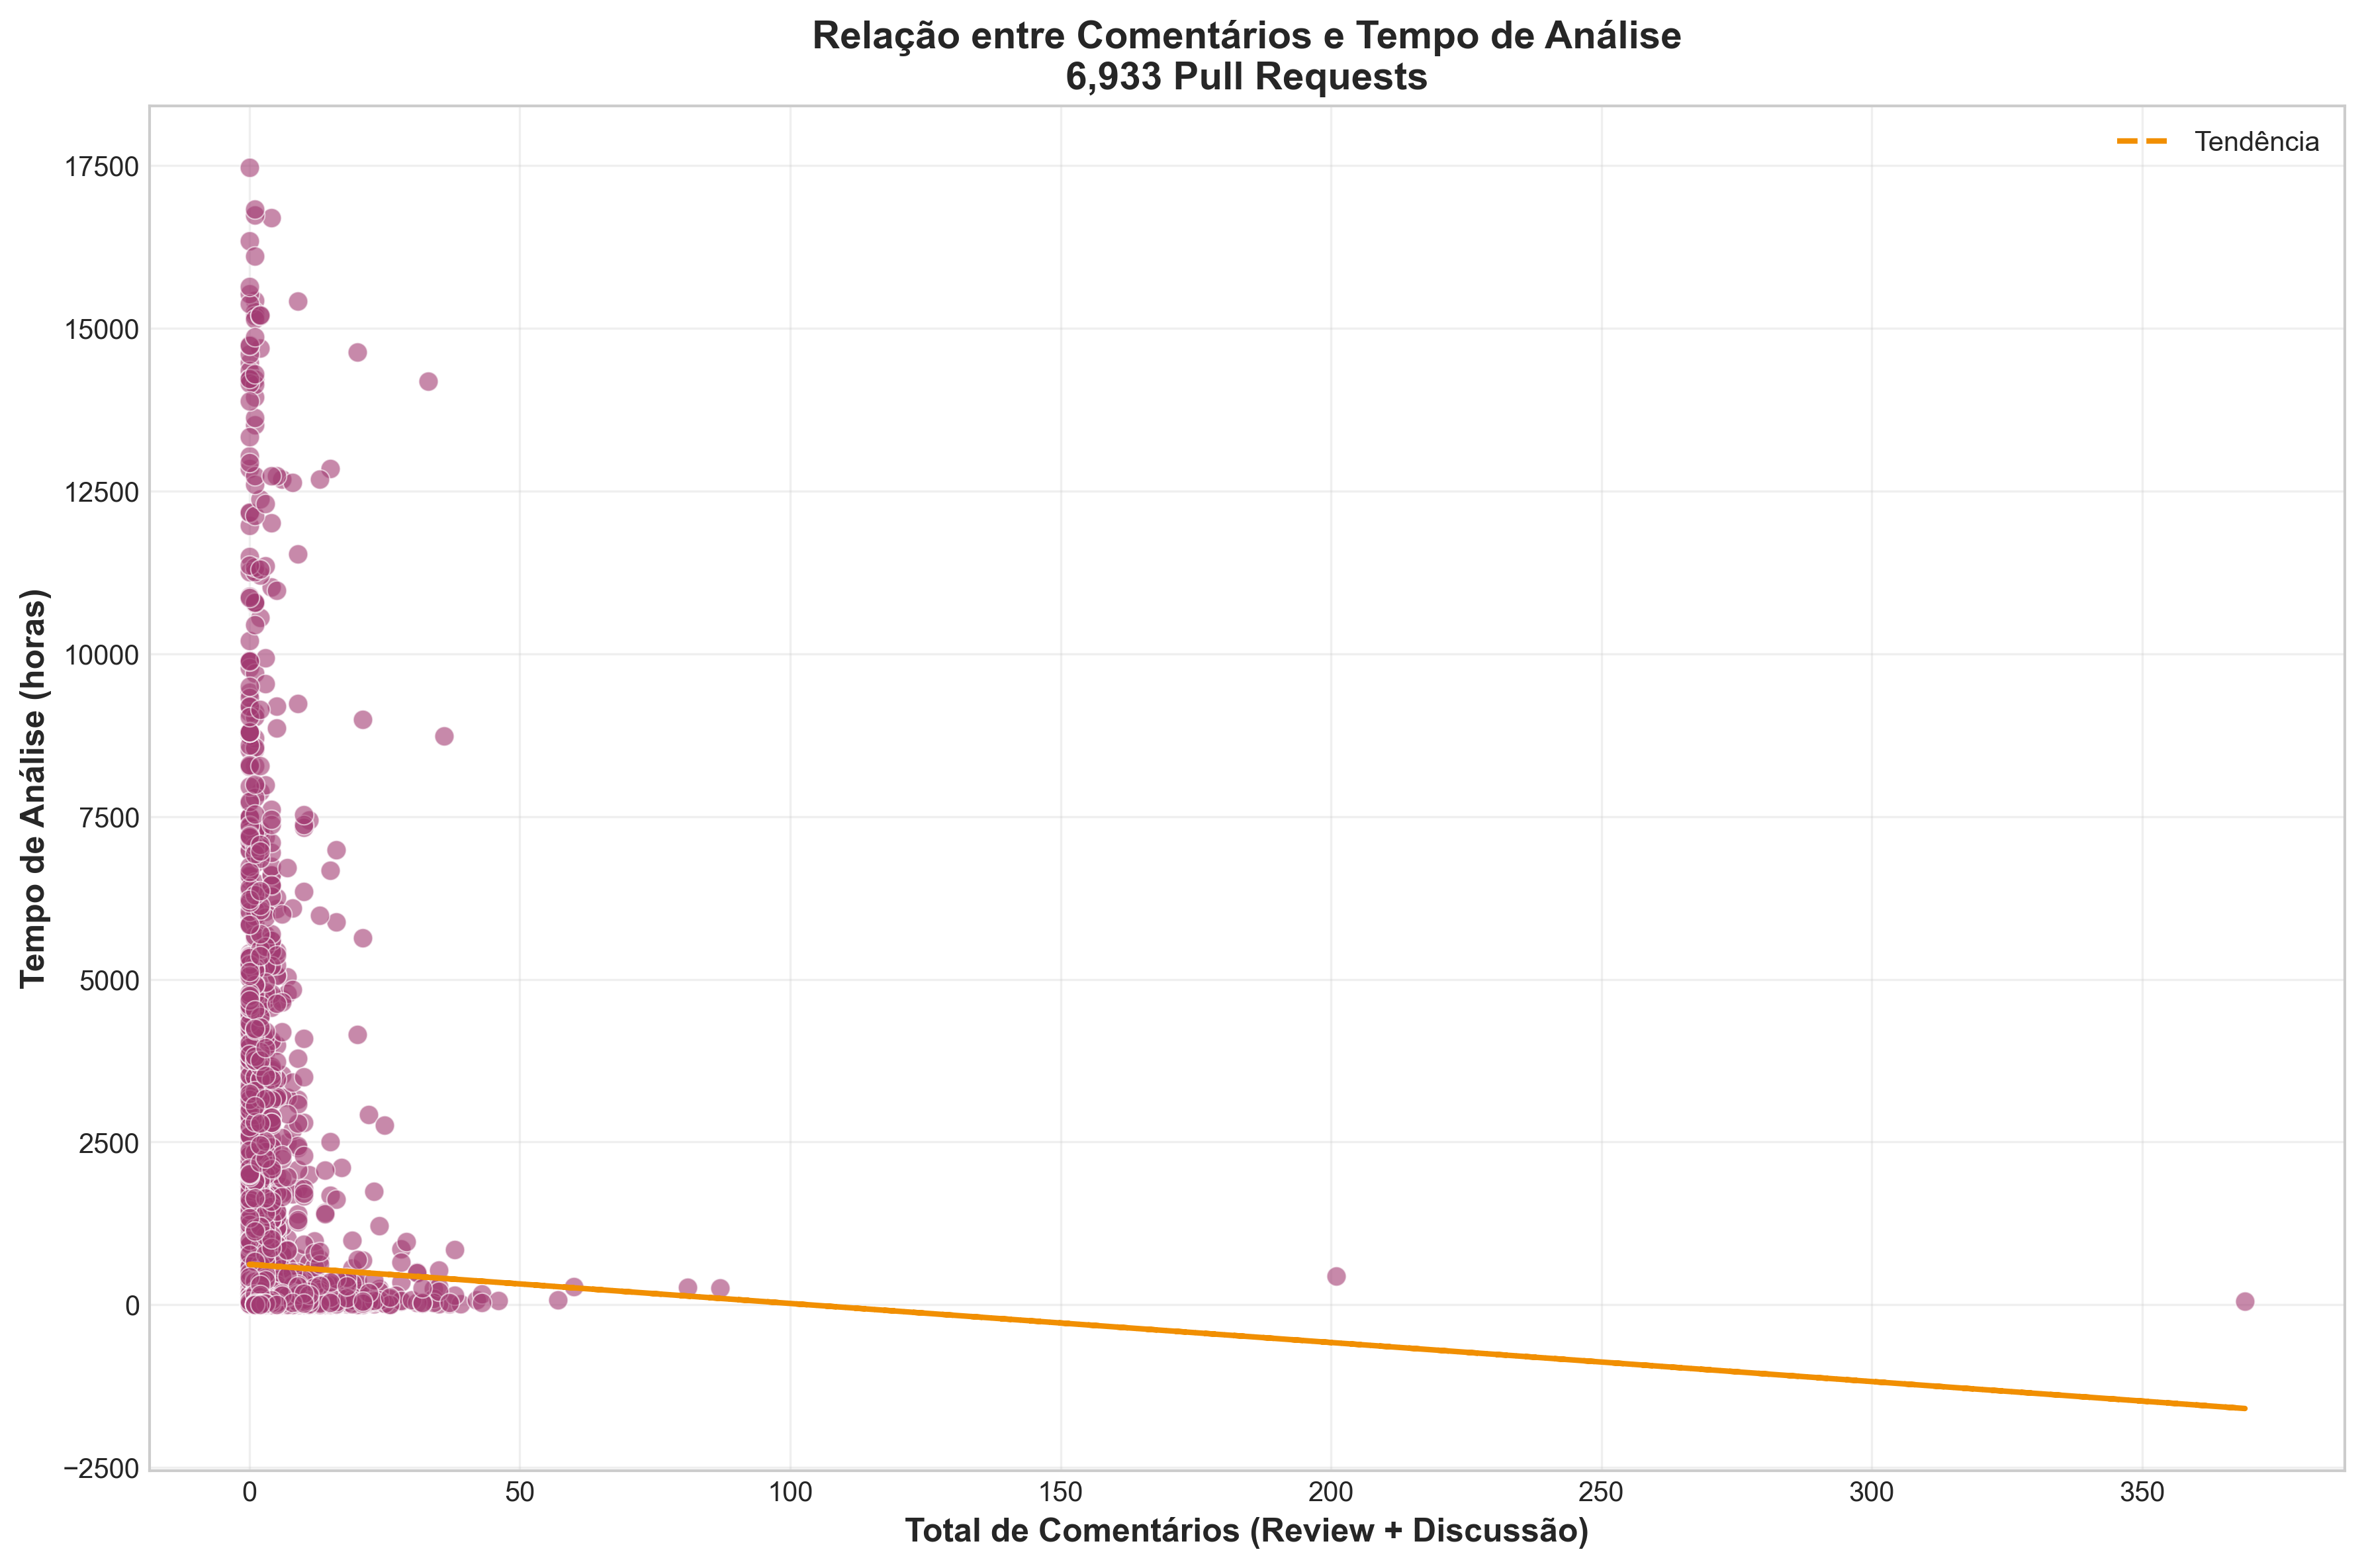 Relação entre Comentários e Tempo de Análise
6,933 Pull Requests
Tendência
Tempo de Análise (horas)
17500
15000
12500
10000
7500
5000
2500
0
−2500
0 50 100 150 200 250 300 350
Total de Comentários (Review + Discussão)